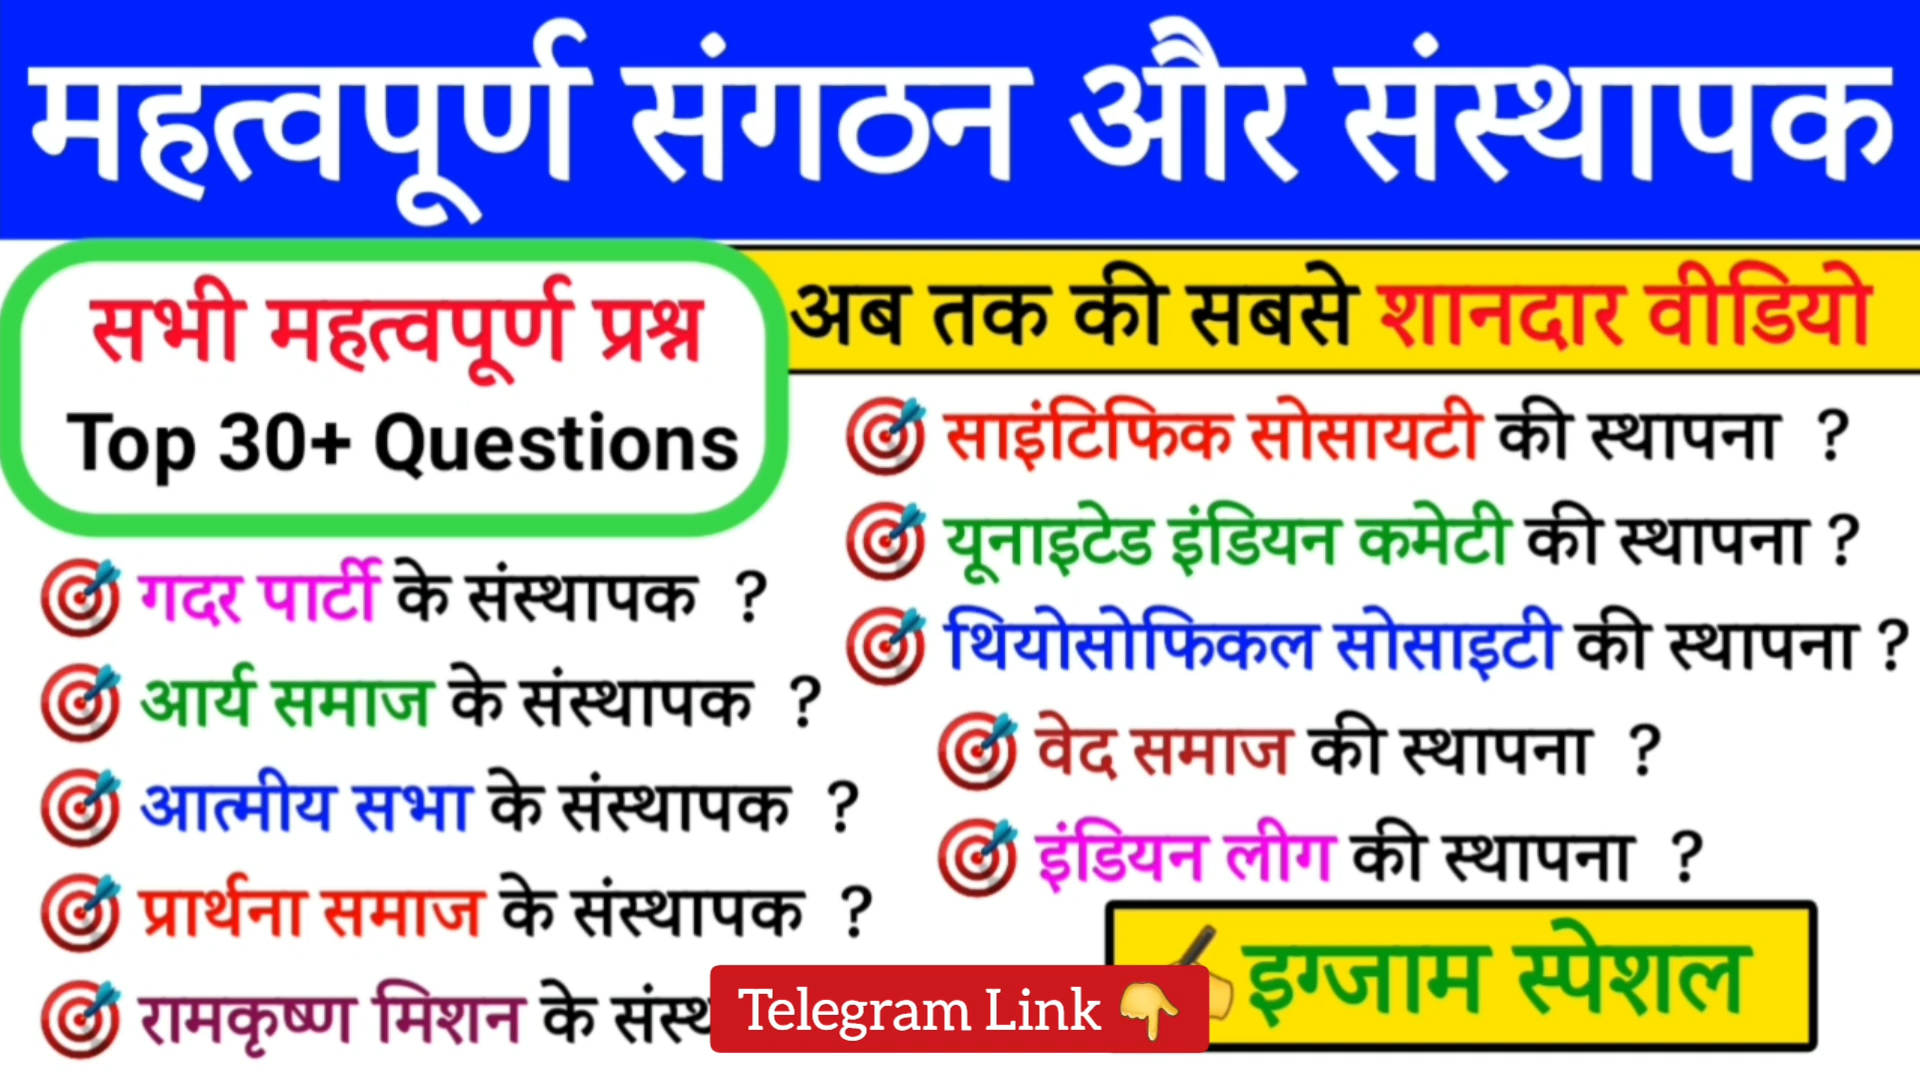 महत्वपूर्ण संगठन और संस्थापक
सभी महत्वपूर्ण प्रश्न
Top 30+ Questions
अब तक की सबसे शानदार वीडियो
गदर पार्टी के संस्थापक ?
आर्य समाज के संस्थापक ?
आत्मीय सभा के संस्थापक ?
प्रार्थना समाज के संस्थापक ?
रामकृष्ण मिशन के
साइंटिफिक सोसायटी की स्थापना ?
यूनाइटेड इंडियन कमेटी की स्थापना ?
थियोसोफिकल सोसाइटी की स्थापना ?
वेद समाज की स्थापना ?
इंडियन लीग की स्थापना ?
इग्जाम स्पेशल
Telegram Link